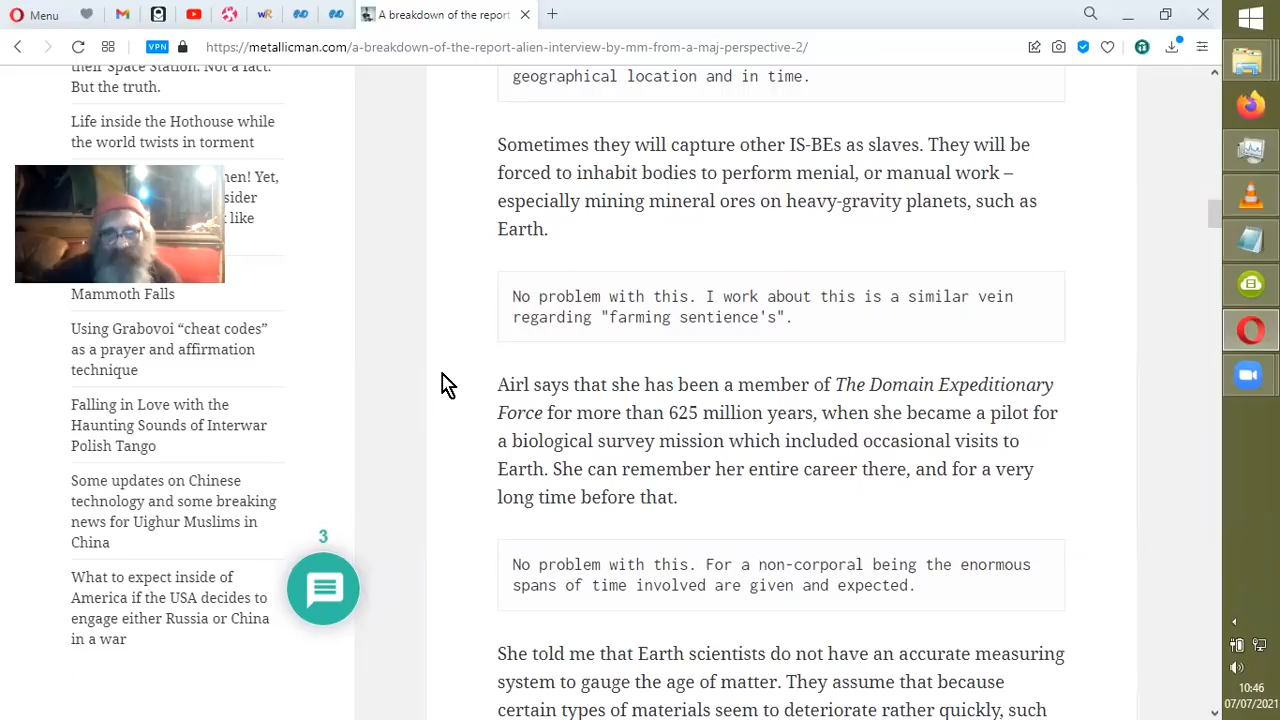 Menu
A breakdown of the report
https://metallicman.com/a-breakdown-of-the-report-alien-interview-by-mm-from-a-maj-perspective-2/
VPN
their Space Station. Not a fact.
But the truth.
Life inside the Hothouse while
the world twists in torment
hen! Yet,
sider
like
Mammoth Falls
Using Grabovoi “cheat codes”
as a prayer and affirmation
technique
Falling in Love with the
Haunting Sounds of Interwar
Polish Tango
Some updates on Chinese
technology and some breaking
news for Uighur Muslims in
China
What to expect inside of
America if the USA decides to
engage either Russia or China
in a war
3
geographical location and in time.
Sometimes they will capture other IS-BEs as slaves. They will be
forced to inhabit bodies to perform menial, or manual work –
especially mining mineral ores on heavy-gravity planets, such as
Earth.
No problem with this. I work about this is a similar vein
regarding "farming sentience's".
Airl says that she has been a member of The Domain Expeditionary
Force for more than 625 million years, when she became a pilot for
a biological survey mission which included occasional visits to
Earth. She can remember her entire career there, and for a very
long time before that.
No problem with this. For a non-corporal being the enormous
spans of time involved are given and expected.
She told me that Earth scientists do not have an accurate measuring
system to gauge the age of matter. They assume that because
certain types of materials seem to deteriorate rather quickly, such
10:46
07/07/2021